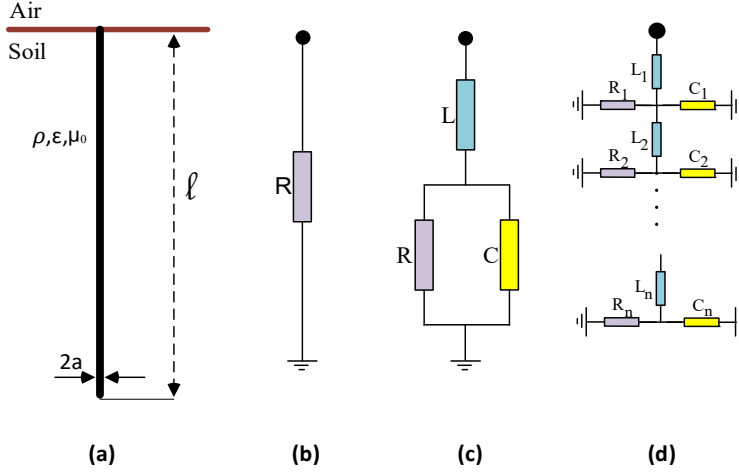 Air
Soil
ρ,ε,μ₀
ℓ
2a
(a)
R
(b)
L
R
C
(c)
L₁
R₁
C₁
L₂
R₂
C₂
Lₙ
Rₙ
Cₙ
(d)